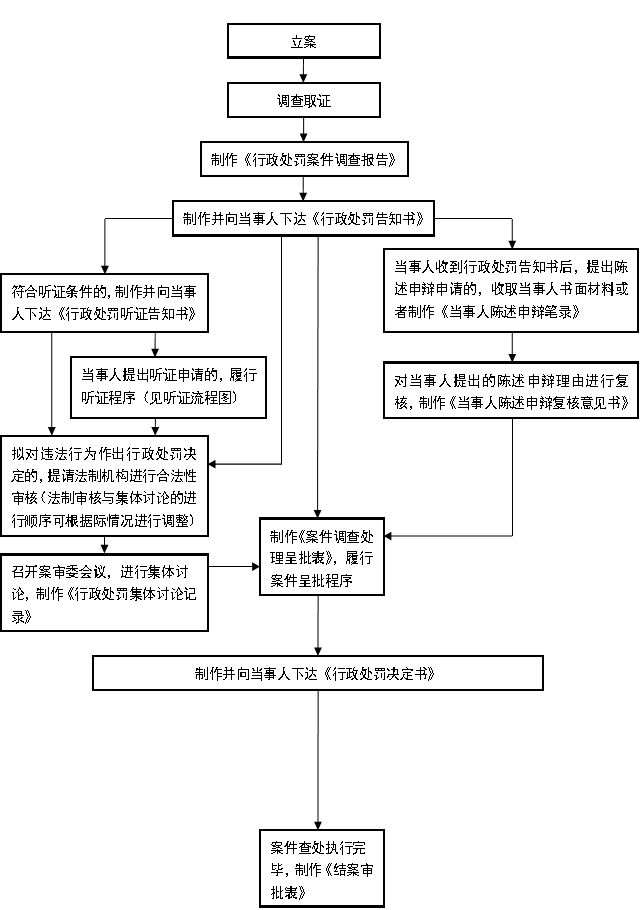 立案
调查取证
制作《行政处罚案件调查报告》
制作并向当事人下达《行政处罚告知书》
符合听证条件的，制作并向当事
人下达《行政处罚听证告知书》
当事人收到行政处罚告知书后，提出陈
述申辩申请的，收取当事人书面材料或
者制作《当事人陈述申辩笔录》
当事人提出听证申请的，履行
听证程序（见听证流程图）
对当事人提出的陈述申辩理由进行复
核，制作《当事人陈述申辩复核意见书》
拟对违法行为作出行政处罚决
定的，提请法制机构进行合法性
审核（法制审核与集体讨论的进
行顺序可根据际情况进行调整）
制作《案件调查处
理呈批表》，履行
案件呈批程序
召开案审委会议，进行集体讨
论，制作《行政处罚集体讨论记
录》
制作并向当事人下达《行政处罚决定书》
案件查处执行完
毕，制作《结案审
批表》